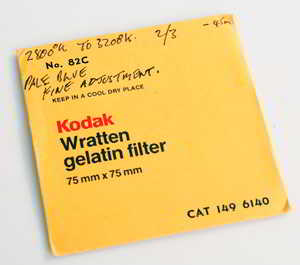 2800°K TO 3200K. 2/3
No. 82C
PALE BLUE
FINE ADJUSTMENT.
KEEP IN A COOL DRY PLACE
Kodak
Wratten
gelatin filter
75 mm x 75 mm
CAT 149 6140